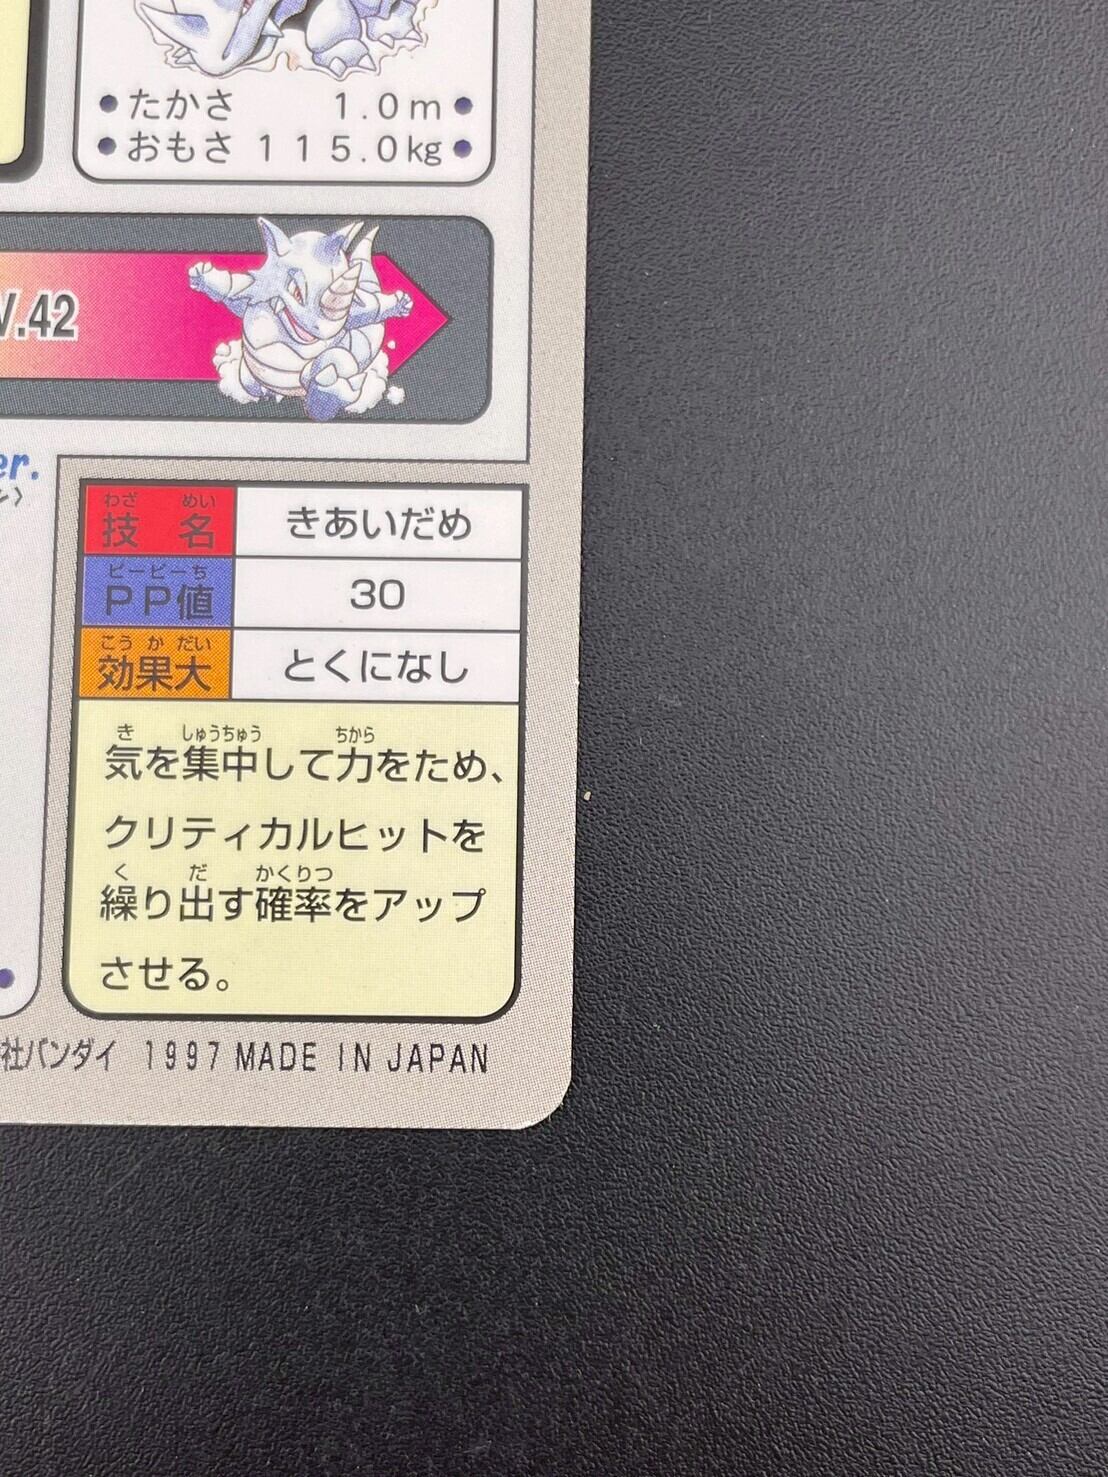 ●たかさ 1.0m●
●おもさ 115.0kg●
V.42
er.
ン〉
技名 きあいだめ
わざ めい
PP値 30
ピーピーち
効果大 とくになし
こうかだい
き しゅうちゅう ちから
気を集中して力をため、
クリティカルヒットを
く だ かくりつ
繰り出す確率をアップ
させる。
社バンダイ 1997 MADE IN JAPAN